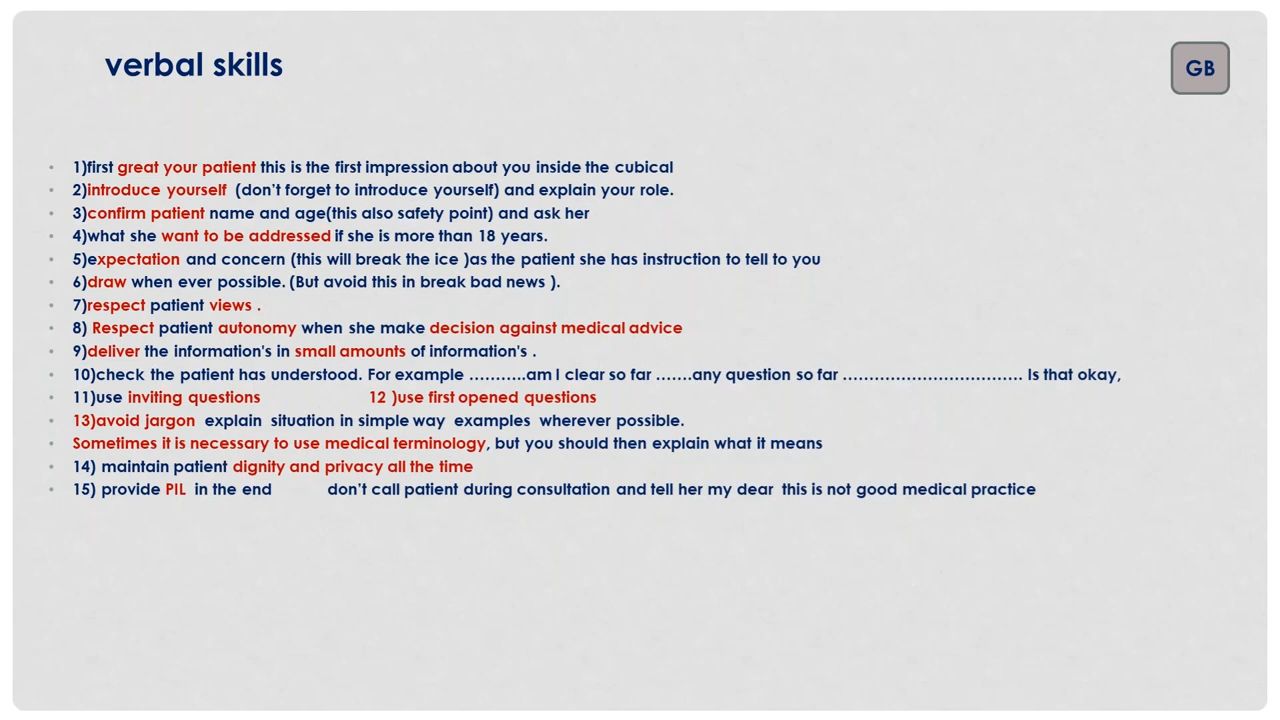 verbal skills
GB
• 1)first great your patient this is the first impression about you inside the cubical
• 2)introduce yourself (don't forget to introduce yourself) and explain your role.
• 3)confirm patient name and age(this also safety point) and ask her
• 4)what she want to be addressed if she is more than 18 years.
• 5)expectation and concern (this will break the ice )as the patient she has instruction to tell to you
• 6)draw when ever possible. (But avoid this in break bad news ).
• 7)respect patient views .
• 8) Respect patient autonomy when she make decision against medical advice
• 9)deliver the information's in small amounts of information's .
• 10)check the patient has understood. For example ………..am I clear so far …….any question so far ……………………………. Is that okay,
• 11)use inviting questions 12 )use first opened questions
• 13)avoid jargon explain situation in simple way examples wherever possible.
• Sometimes it is necessary to use medical terminology, but you should then explain what it means
• 14) maintain patient dignity and privacy all the time
• 15) provide PIL in the end don't call patient during consultation and tell her my dear this is not good medical practice